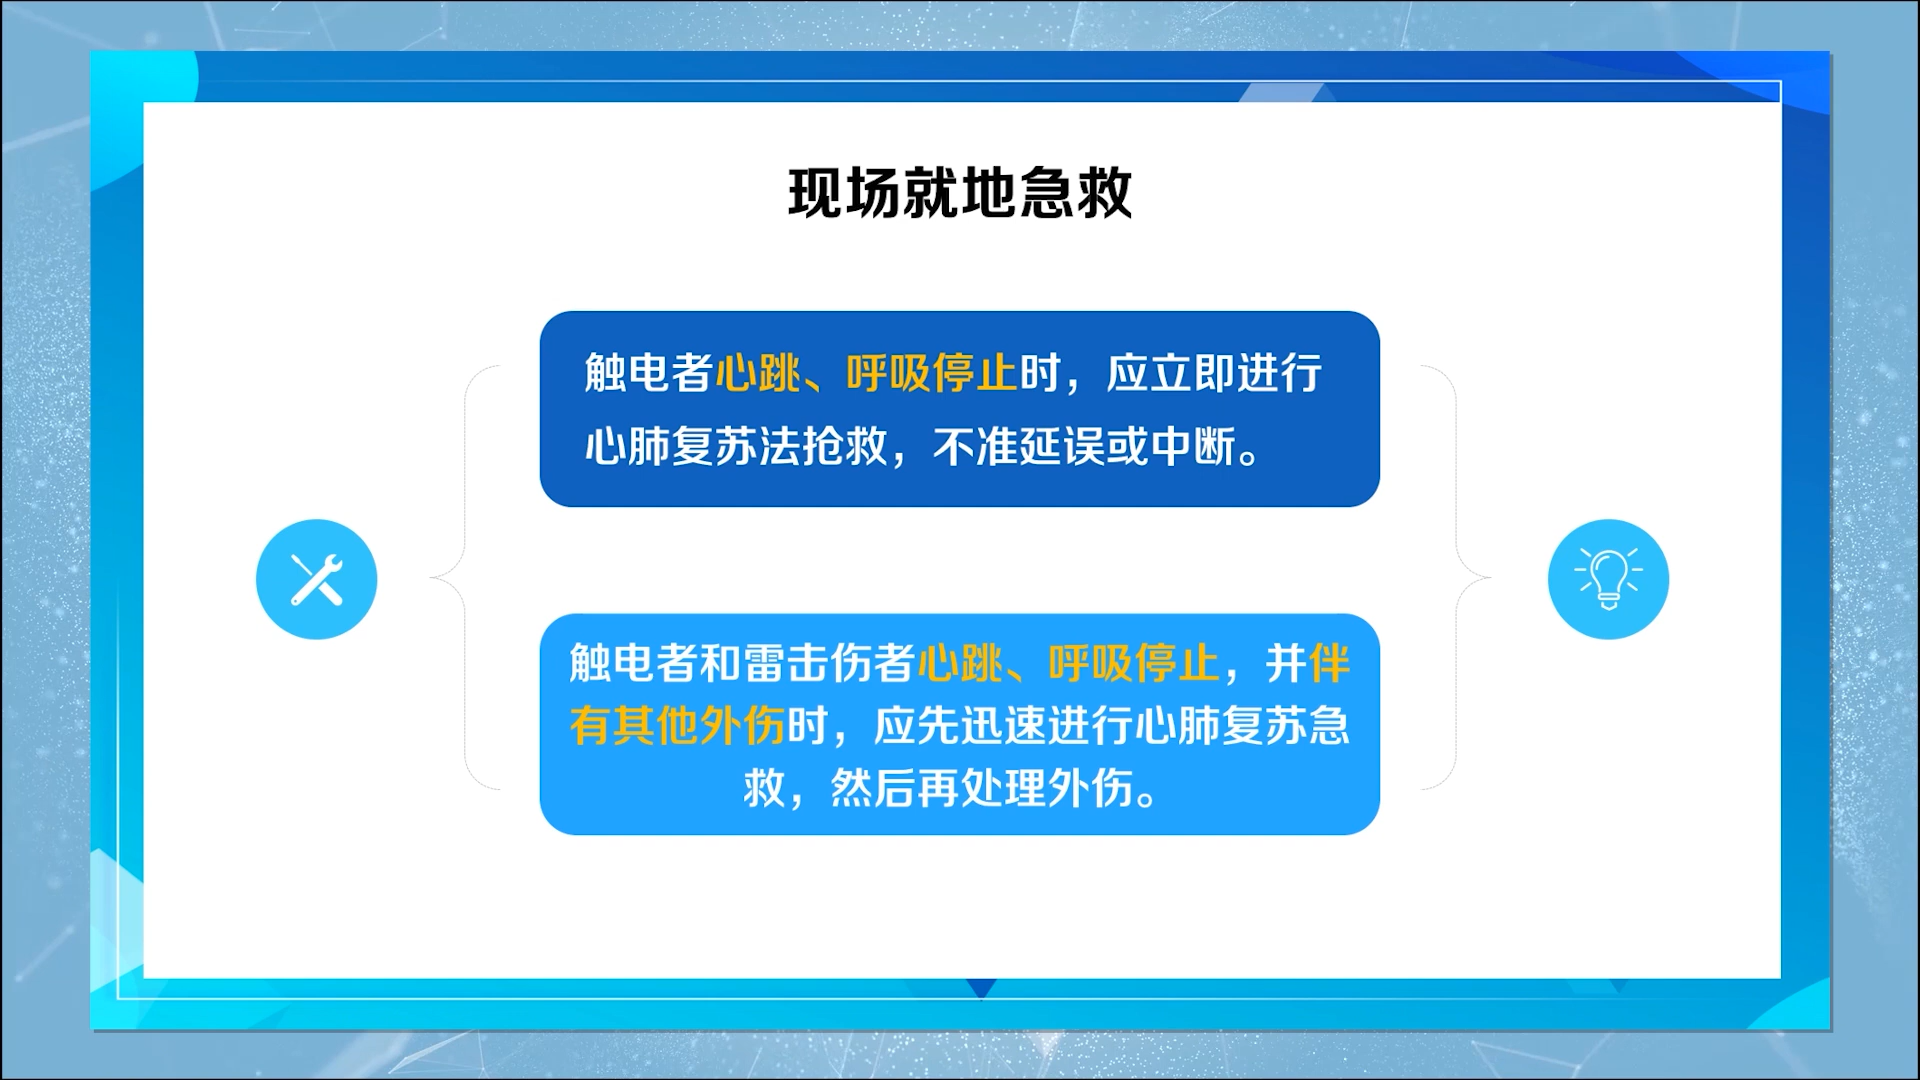 现场就地急救
触电者心跳、呼吸停止时，应立即进行
心肺复苏法抢救，不准延误或中断。
触电者和雷击伤者心跳、呼吸停止，并伴
有其他外伤时，应先迅速进行心肺复苏急
救，然后再处理外伤。